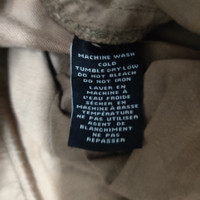 MACHINE WASH
COLD
TUMBLE DRY LOW
DO NOT BLEACH
DO NOT IRON
LAVER EN
MACHINE À
L'EAU FROIDE
SÉCHER EN
MACHINE À BASSE
TEMPÉRATURE
NE PAS UTILISER
AGENT DE
BLANCHIMENT
NE PAS
REPASSER